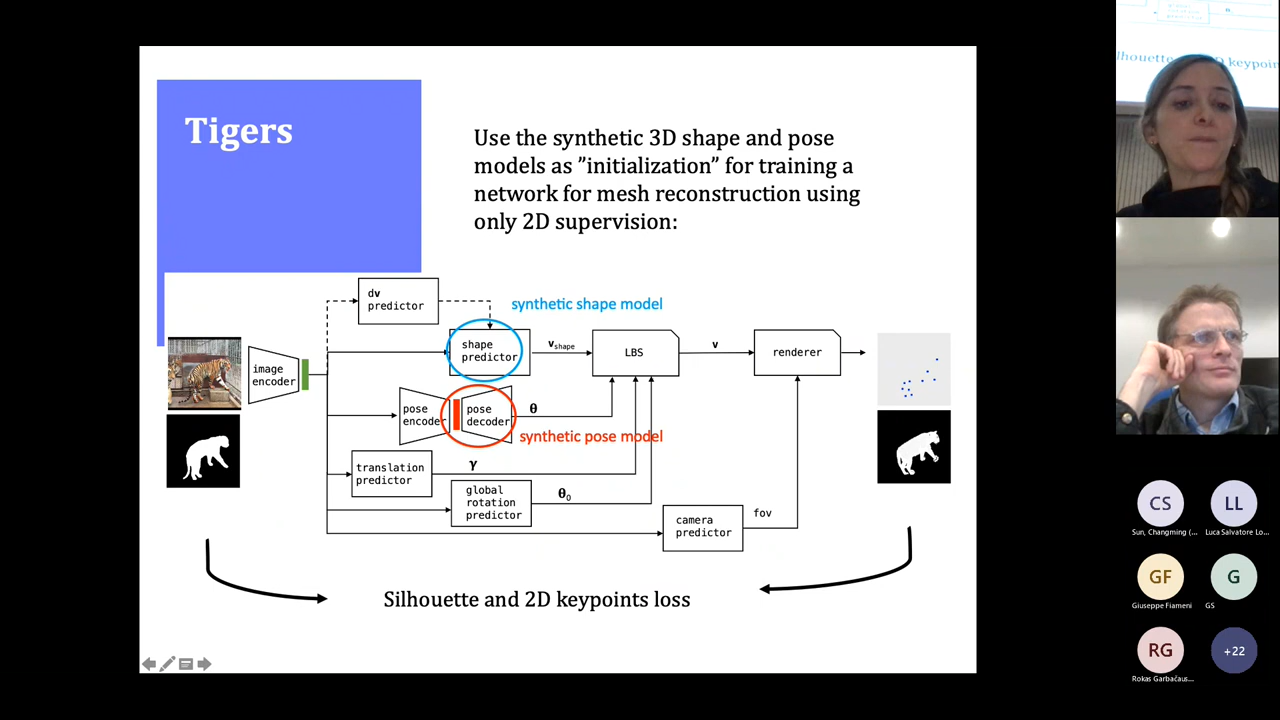 Tigers
Use the synthetic 3D shape and pose
models as ”initialization” for training a
network for mesh reconstruction using
only 2D supervision:
dv
predictor
synthetic shape model
shape
predictor
vshape
LBS
v
renderer
image
encoder
pose
encoder
pose
decoder
θ
synthetic pose model
translation
predictor
γ
global
rotation
predictor
θ0
camera
predictor
fov
Silhouette and 2D keypoints loss
CS
LL
Sun, Changming (...
Luca Salvatore Lo...
GF
G
Giuseppe Fiameni
GS
RG
+22
Rokas Garbačaus...